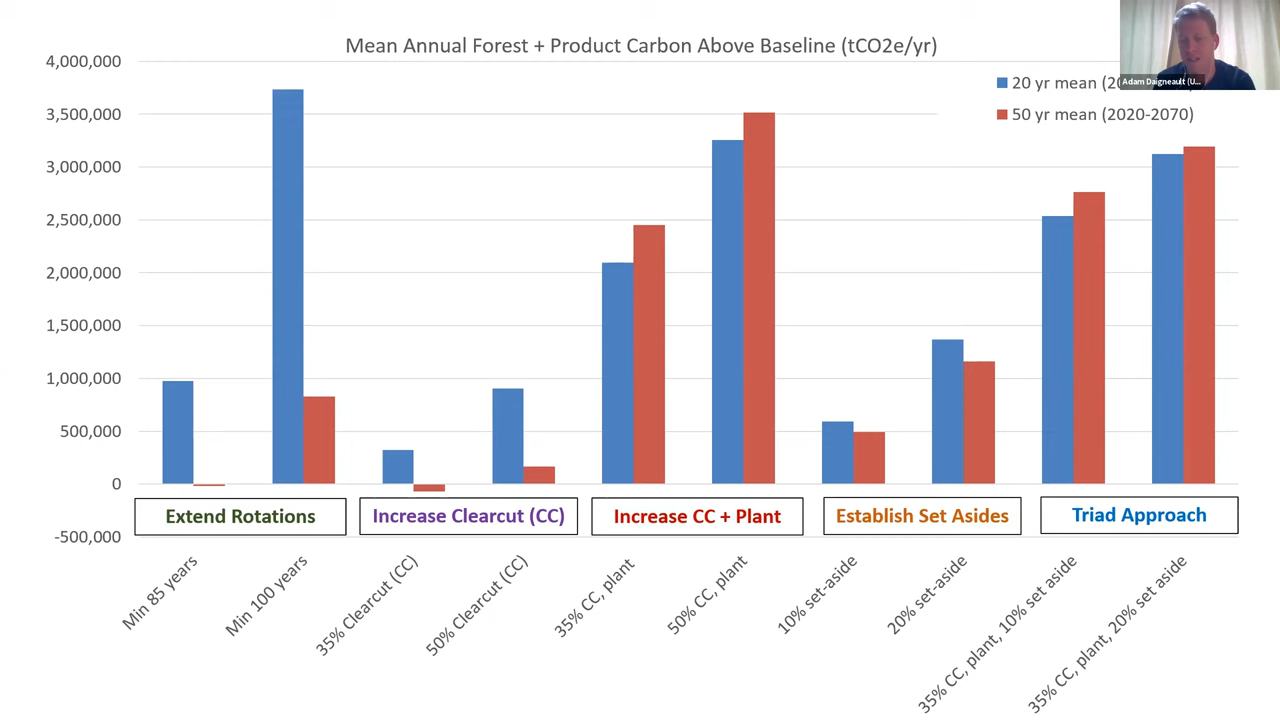 Mean Annual Forest + Product Carbon Above Baseline (tCO2e/yr)
Adam Daigneault (U...
20 yr mean
50 yr mean (2020-2070)
4,000,000
3,500,000
3,000,000
2,500,000
2,000,000
1,500,000
1,000,000
500,000
0
-500,000
Extend Rotations
Increase Clearcut (CC)
Increase CC + Plant
Establish Set Asides
Triad Approach
Min 85 years
Min 100 years
35% Clearcut (CC)
50% Clearcut (CC)
35% CC, plant
50% CC, plant
10% set-aside
20% set-aside
35% CC, plant, 10% set aside
35% CC, plant, 20% set aside